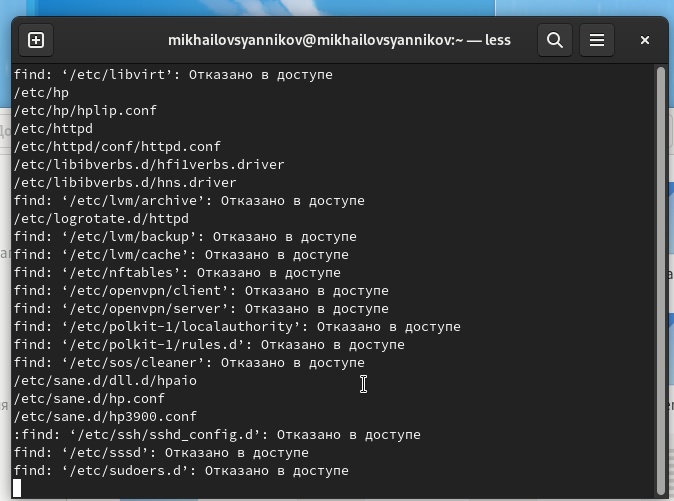 mikhailovsyannikov@mikhailovsyannikov:~ — less
find: ‘/etc/libvirt’: Отказано в доступе
/etc/hp
/etc/hp/hplip.conf
/etc/httpd
/etc/httpd/conf/httpd.conf
/etc/libibverbs.d/hfi1verbs.driver
/etc/libibverbs.d/hns.driver
find: ‘/etc/lvm/archive’: Отказано в доступе
/etc/logrotate.d/httpd
find: ‘/etc/lvm/backup’: Отказано в доступе
find: ‘/etc/lvm/cache’: Отказано в доступе
find: ‘/etc/nftables’: Отказано в доступе
find: ‘/etc/openvpn/client’: Отказано в доступе
find: ‘/etc/openvpn/server’: Отказано в доступе
find: ‘/etc/polkit-1/localauthority’: Отказано в доступе
find: ‘/etc/polkit-1/rules.d’: Отказано в доступе
find: ‘/etc/sos/cleaner’: Отказано в доступе
/etc/sane.d/dll.d/hpaio
/etc/sane.d/hp.conf
/etc/sane.d/hp3900.conf
:find: ‘/etc/ssh/sshd_config.d’: Отказано в доступе
find: ‘/etc/sssd’: Отказано в доступе
find: ‘/etc/sudoers.d’: Отказано в доступе